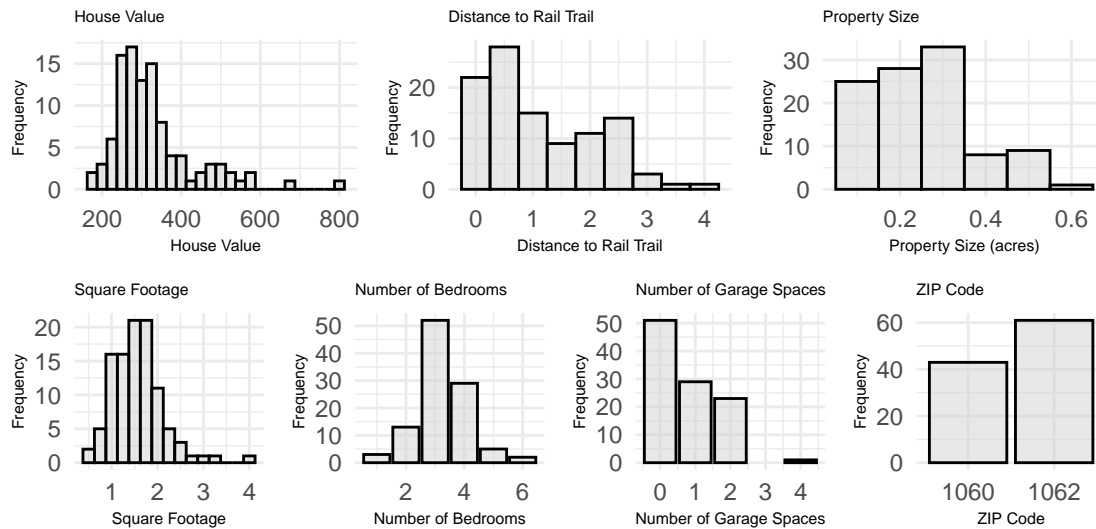 House Value
Distance to Rail Trail
Property Size
Frequency
15
10
5
0
200 400 600 800
House Value
Frequency
20
10
0
0 1 2 3 4
Distance to Rail Trail
Frequency
30
20
10
0
0.2 0.4 0.6
Property Size (acres)
Square Footage
Number of Bedrooms
Number of Garage Spaces
ZIP Code
Frequency
20
15
10
5
0
1 2 3 4
Square Footage
Frequency
50
40
30
20
10
0
2 4 6
Number of Bedrooms
Frequency
50
40
30
20
10
0
0 1 2 3 4
Number of Garage Spaces
Frequency
60
40
20
0
1060 1062
ZIP Code